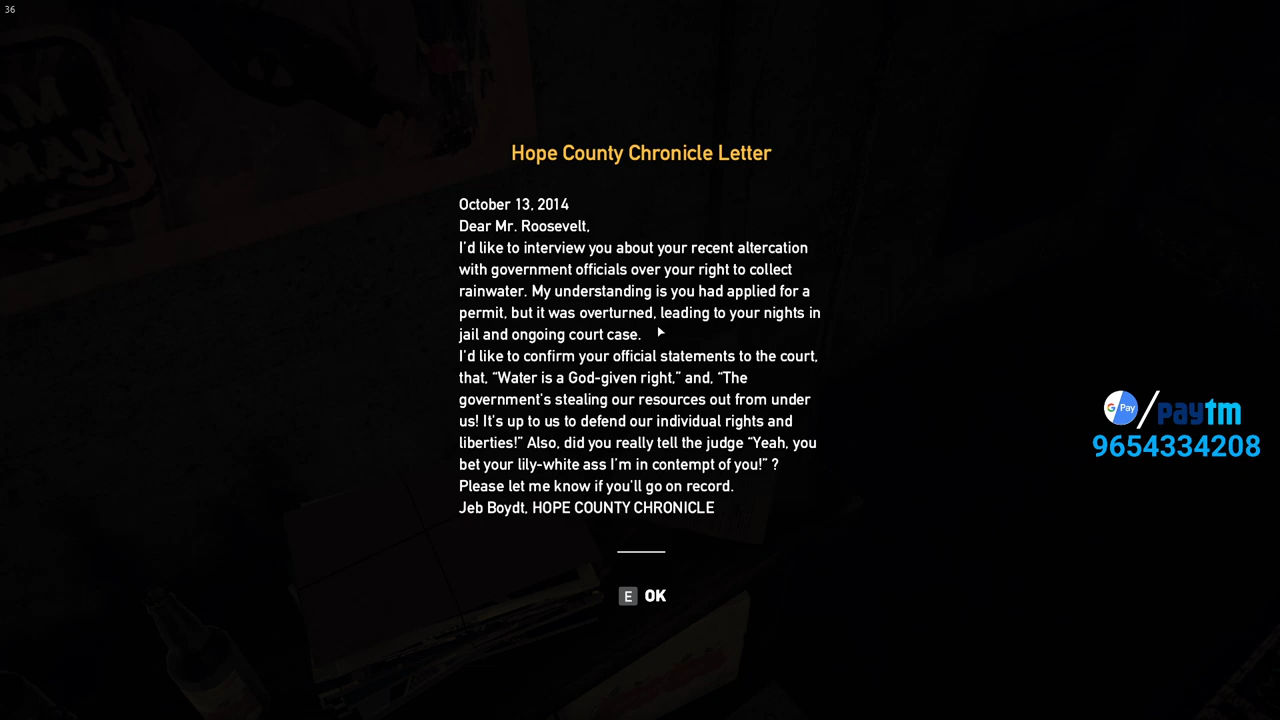 36
Hope County Chronicle Letter
October 13, 2014
Dear Mr. Roosevelt,
I'd like to interview you about your recent altercation
with government officials over your right to collect
rainwater. My understanding is you had applied for a
permit, but it was overturned, leading to your nights in
jail and ongoing court case.
I'd like to confirm your official statements to the court,
that, “Water is a God-given right,” and, “The
government's stealing our resources out from under
us! It's up to us to defend our individual rights and
liberties!” Also, did you really tell the judge “Yeah, you
bet your lily-white ass I'm in contempt of you!” ?
Please let me know if you'll go on record.
Jeb Boydt, HOPE COUNTY CHRONICLE
E OK
G Pay / paytm
9654334208